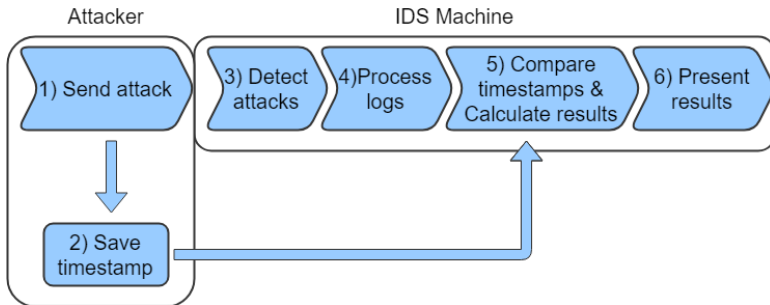 Attacker
IDS Machine
1) Send attack
3) Detect
attacks
4)Process
logs
5) Compare
timestamps &
Calculate results
6) Present
results
2) Save
timestamp